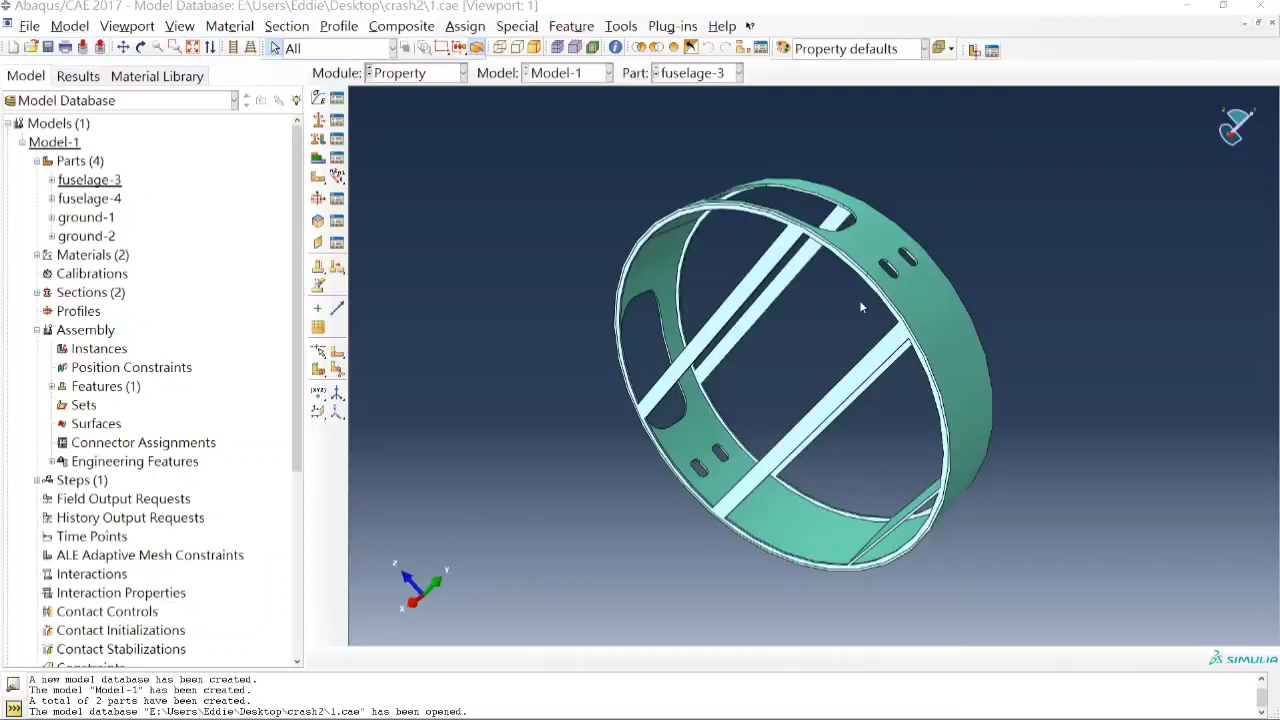 Abaqus/CAE 2017 - Model Database: E:\Users\Eddie\Desktop\crash2\1.cae [Viewport: 1]
File Model Viewport View Material Section Profile Composite Assign Special Feature Tools Plug-ins Help
All Property defaults
Model Results Material Library Module: Property Model: Model-1 Part: fuselage-3
Model Database
Models (1)
Model-1
Parts (4)
fuselage-3
fuselage-4
ground-1
ground-2
Materials (2)
Calibrations
Sections (2)
Profiles
Assembly
Instances
Position Constraints
Features (1)
Sets
Surfaces
Connector Assignments
Engineering Features
Steps (1)
Field Output Requests
History Output Requests
Time Points
ALE Adaptive Mesh Constraints
Interactions
Interaction Properties
Contact Controls
Contact Initializations
Contact Stabilizations
Constraints
Z Y
X
SIMULIA
A new model database has been created.
The model "Model-1" has been created.
A total of 2 parts have been created.
The model database "E:\Users\Eddie\Desktop\crash2\1.cae" has been opened.